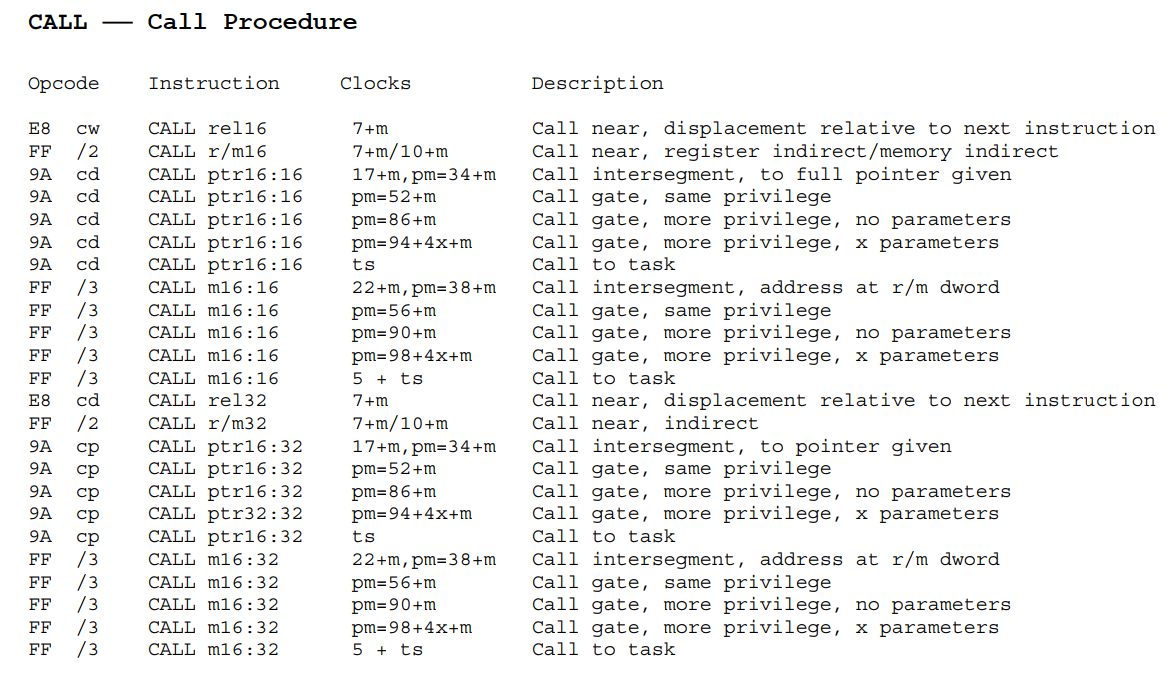 CALL — Call Procedure
Opcode Instruction Clocks Description
E8 cw CALL rel16 7+m Call near, displacement relative to next instruction
FF /2 CALL r/m16 7+m/10+m Call near, register indirect/memory indirect
9A cd CALL ptr16:16 17+m,pm=34+m Call intersegment, to full pointer given
9A cd CALL ptr16:16 pm=52+m Call gate, same privilege
9A cd CALL ptr16:16 pm=86+m Call gate, more privilege, no parameters
9A cd CALL ptr16:16 pm=94+4x+m Call gate, more privilege, x parameters
9A cd CALL ptr16:16 ts Call to task
FF /3 CALL m16:16 22+m,pm=38+m Call intersegment, address at r/m dword
FF /3 CALL m16:16 pm=56+m Call gate, same privilege
FF /3 CALL m16:16 pm=90+m Call gate, more privilege, no parameters
FF /3 CALL m16:16 pm=98+4x+m Call gate, more privilege, x parameters
FF /3 CALL m16:16 5 + ts Call to task
E8 cd CALL rel32 7+m Call near, displacement relative to next instruction
FF /2 CALL r/m32 7+m/10+m Call near, indirect
9A cp CALL ptr16:32 17+m,pm=34+m Call intersegment, to pointer given
9A cp CALL ptr16:32 pm=52+m Call gate, same privilege
9A cp CALL ptr16:32 pm=86+m Call gate, more privilege, no parameters
9A cp CALL ptr32:32 pm=94+4x+m Call gate, more privilege, x parameters
9A cp CALL ptr16:32 ts Call to task
FF /3 CALL m16:32 22+m,pm=38+m Call intersegment, address at r/m dword
FF /3 CALL m16:32 pm=56+m Call gate, same privilege
FF /3 CALL m16:32 pm=90+m Call gate, more privilege, no parameters
FF /3 CALL m16:32 pm=98+4x+m Call gate, more privilege, x parameters
FF /3 CALL m16:32 5 + ts Call to task